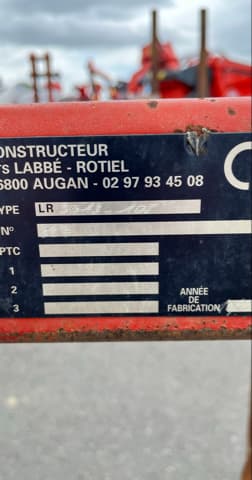 ONSTRUCTEUR
ts LABBÉ - ROTIEL
6800 AUGAN - 02 97 93 45 08
YPE LR
N°
PTC
1
2
3
ANNÉE
DE
FABRICATION